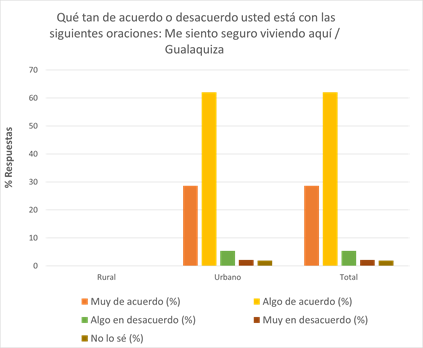 Qué tan de acuerdo o desacuerdo usted está con las
siguientes oraciones: Me siento seguro viviendo aquí /
Gualaquiza
70
60
50
40
30
20
10
0
% Respuestas
Rural
Urbano
Total
Muy de acuerdo (%)
Algo de acuerdo (%)
Algo en desacuerdo (%)
Muy en desacuerdo (%)
No lo sé (%)